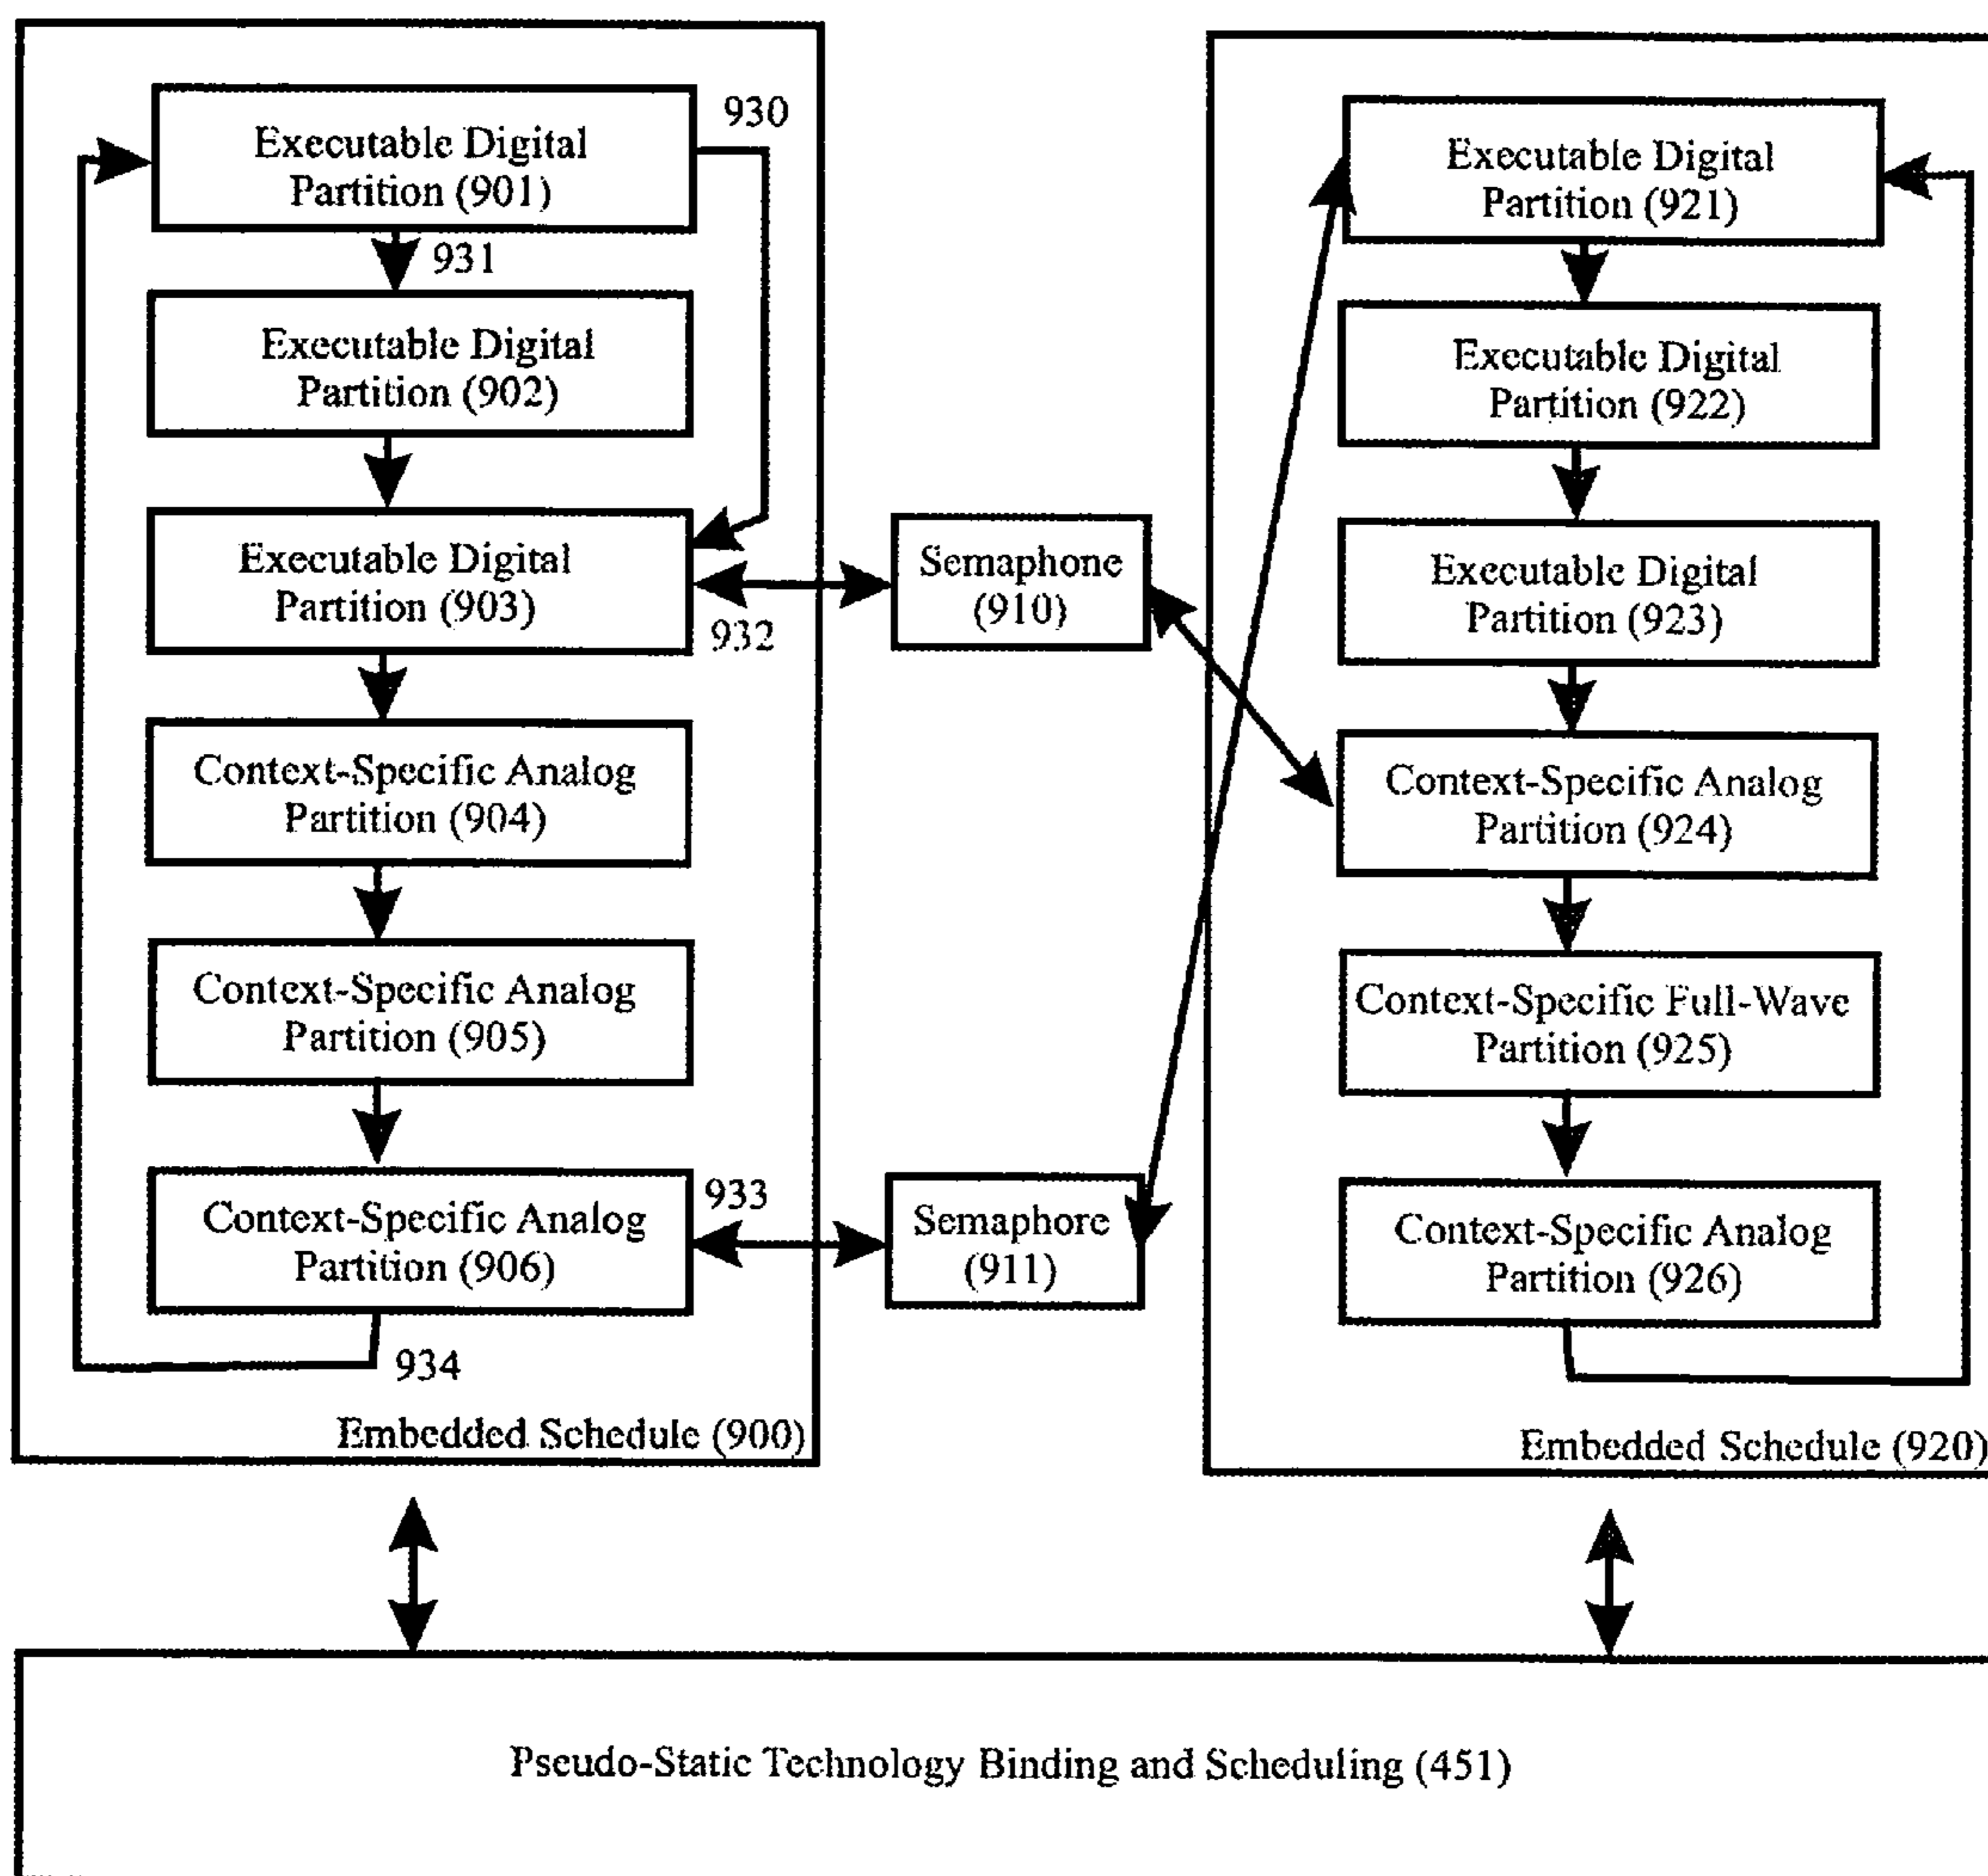 930
Executable Digital
Partition (901)
931
Executable Digital
Partition (902)
Executable Digital
Partition (903)
932
Context-Specific Analog
Partition (904)
Context-Specific Analog
Partition (905)
933
Context-Specific Analog
Partition (906)
934
Embedded Schedule (900)
Semaphone
(910)
Semaphore
(911)
Executable Digital
Partition (921)
Executable Digital
Partition (922)
Executable Digital
Partition (923)
Context-Specific Analog
Partition (924)
Context-Specific Full-Wave
Partition (925)
Context-Specific Analog
Partition (926)
Embedded Schedule (920)
Pseudo-Static Technology Binding and Scheduling (451)